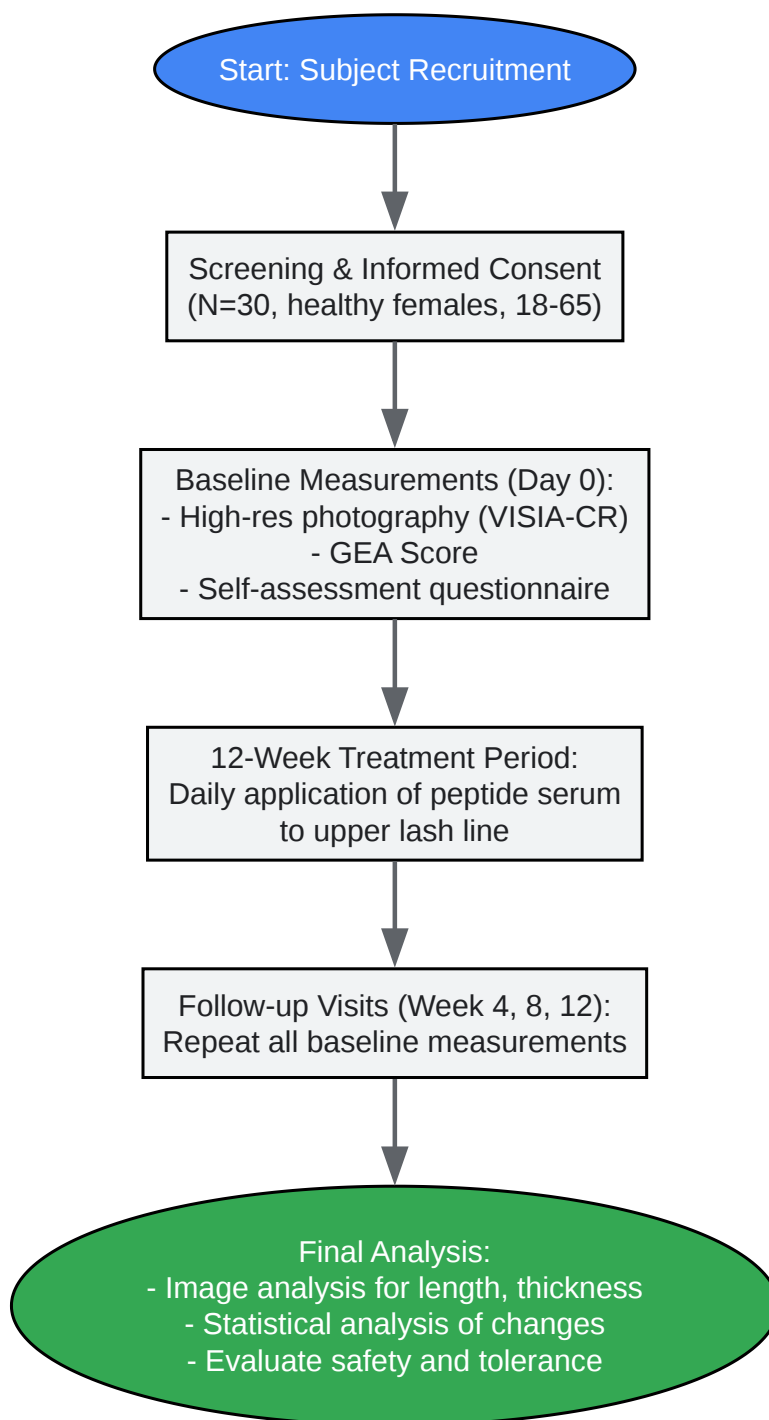 Start: Subject Recruitment
Screening & Informed Consent
(N=30, healthy females, 18-65)
Baseline Measurements (Day 0):
- High-res photography (VISIA-CR)
- GEA Score
- Self-assessment questionnaire
12-Week Treatment Period:
Daily application of peptide serum
to upper lash line
Follow-up Visits (Week 4, 8, 12):
Repeat all baseline measurements
Final Analysis:
- Image analysis for length, thickness
- Statistical analysis of changes
- Evaluate safety and tolerance